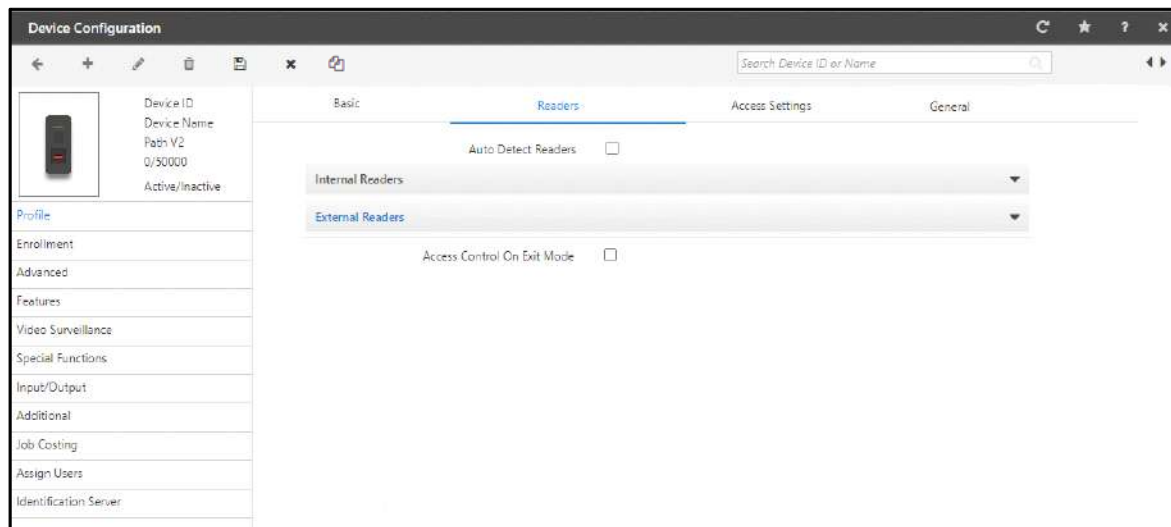 Device Configuration
?
Search Device ID or Name
Device ID
Device Name
Path V2
0/50000
Active/Inactive
Basic
Readers
Access Settings
General
Auto Detect Readers
Internal Readers
External Readers
Access Control On Exit Mode
Profile
Enrollment
Advanced
Features
Video Surveillance
Special Functions
Input/Output
Additional
Job Costing
Assign Users
Identification Server